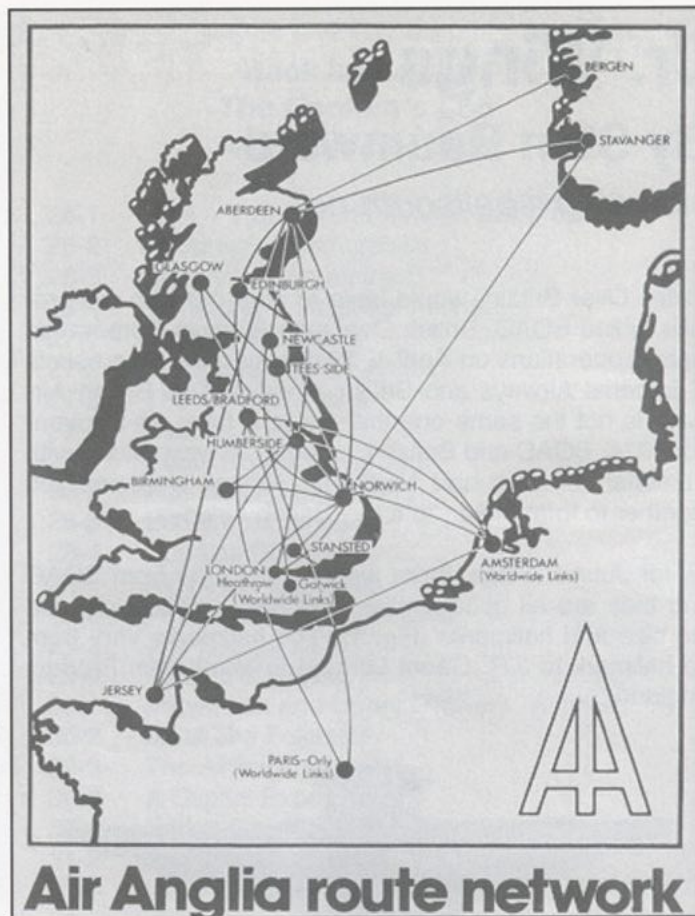 BERGEN
STAVANGER
ABERDEEN
GLASGOW
EDINBURGH
NEWCASTLE
TEES-SIDE
LEEDS/BRADFORD
HUMBERSIDE
BIRMINGHAM
NORWICH
STANSTED
AMSTERDAM
(Worldwide Links)
LONDON
Heathrow
Gatwick
(Worldwide Links)
JERSEY
PARIS-Orly
(Worldwide Links)
AA
Air Anglia route network